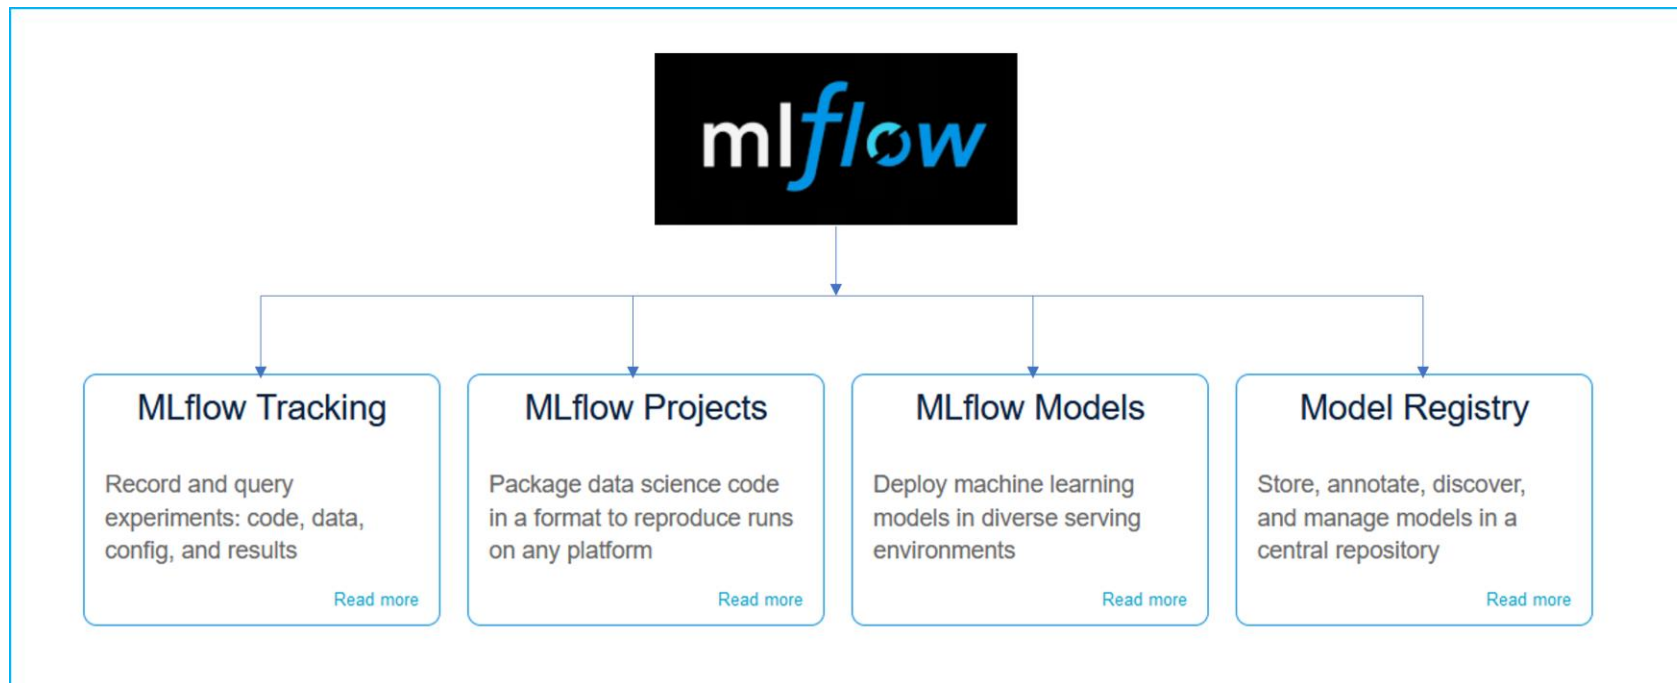 mlflow
MLflow Tracking
Record and query
experiments: code, data,
config, and results
Read more
MLflow Projects
Package data science code
in a format to reproduce runs
on any platform
Read more
MLflow Models
Deploy machine learning
models in diverse serving
environments
Read more
Model Registry
Store, annotate, discover,
and manage models in a
central repository
Read more